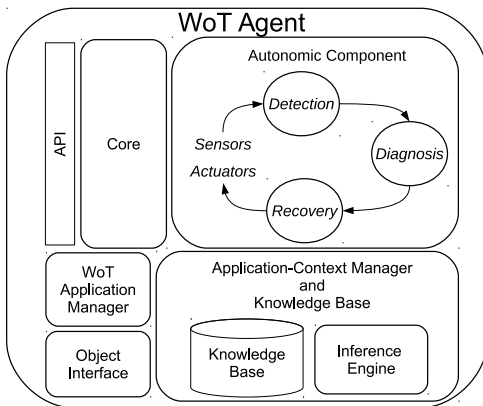 WoT Agent
API
Core
Autonomic Component
Detection
Sensors
Actuators
Diagnosis
Recovery
WoT
Application
Manager
Object
Interface
Application-Context Manager
and
Knowledge Base
Knowledge
Base
Inference
Engine